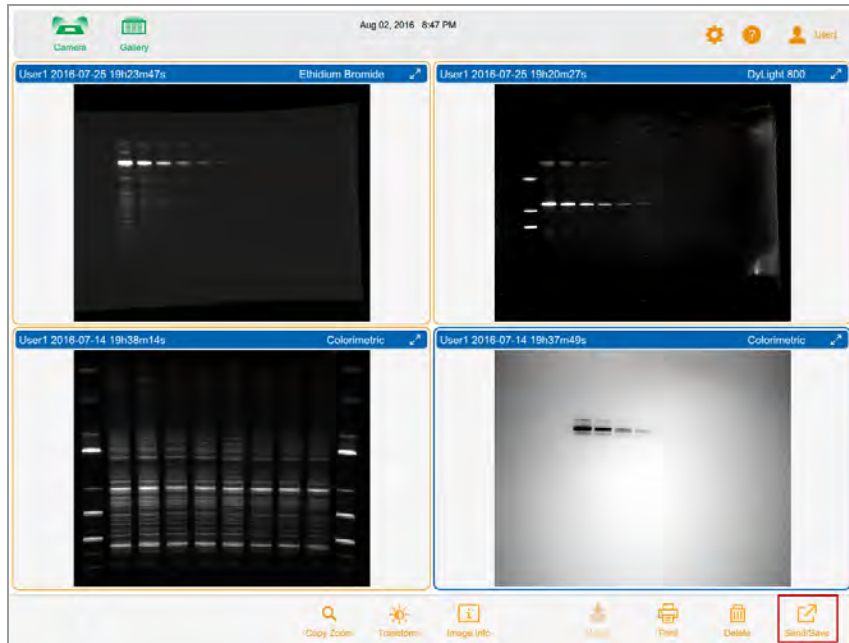 Aug 02, 2016 8:47 PM
Camera
Gallery
User1
User1 2016-07-25 19h23m47s
Ethidium Bromide
User1 2016-07-25 19h20m27s
DyLight 800
User1 2016-07-14 19h38m14s
Colorimetric
User1 2016-07-14 19h37m49s
Colorimetric
Copy Zoom
Transform
Image Info
Print
Delete
Send/Save